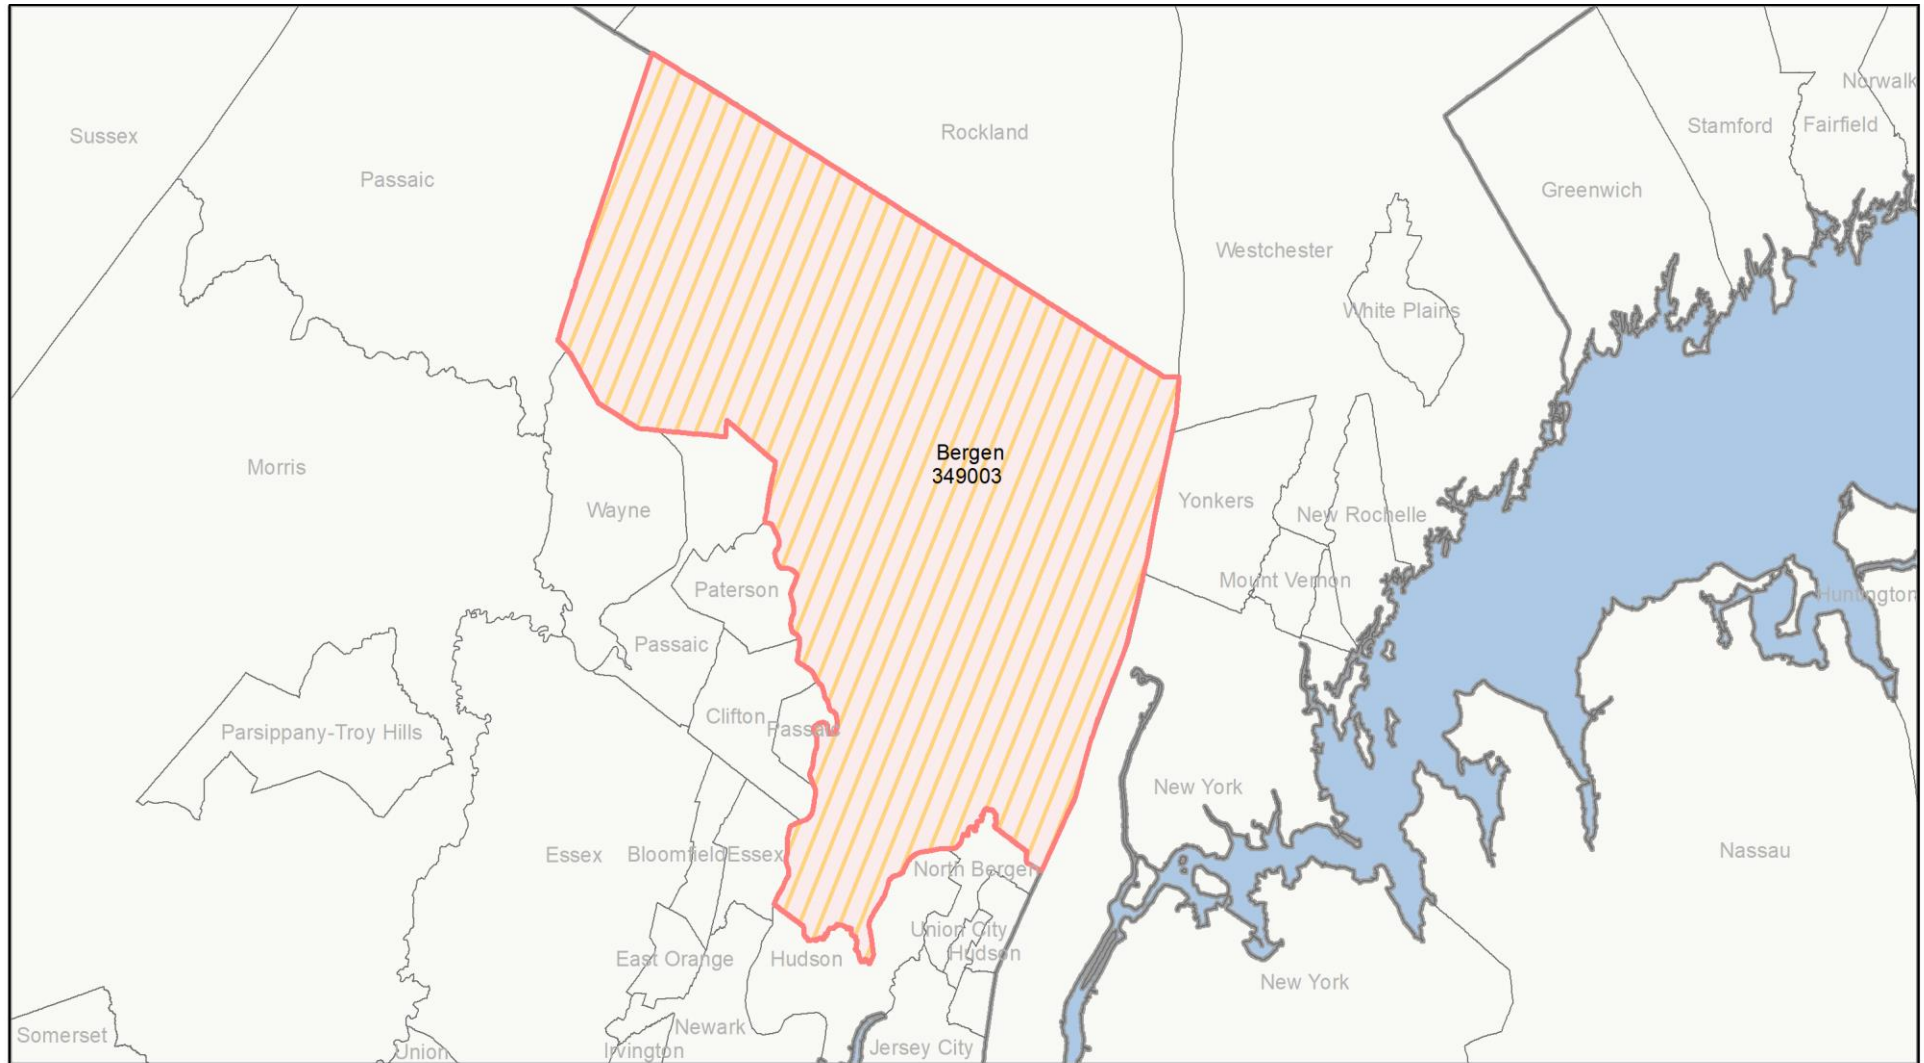 Norwalk
Stamford
Fairfield
Rockland
Sussex
Passaic
Greenwich
Westchester
White Plains
Bergen
349003
Morris
Wayne
Yonkers
New Rochelle
Mount Vernon
Paterson
Huntington
Passaic
Clifton
Passaic
Parsippany-Troy Hills
New York
Essex
Bloomfield
Essex
Nassau
North Bergen
Union City
Hudson
East Orange
Hudson
New York
Newark
Somerset
Union
Irvington
Jersey City